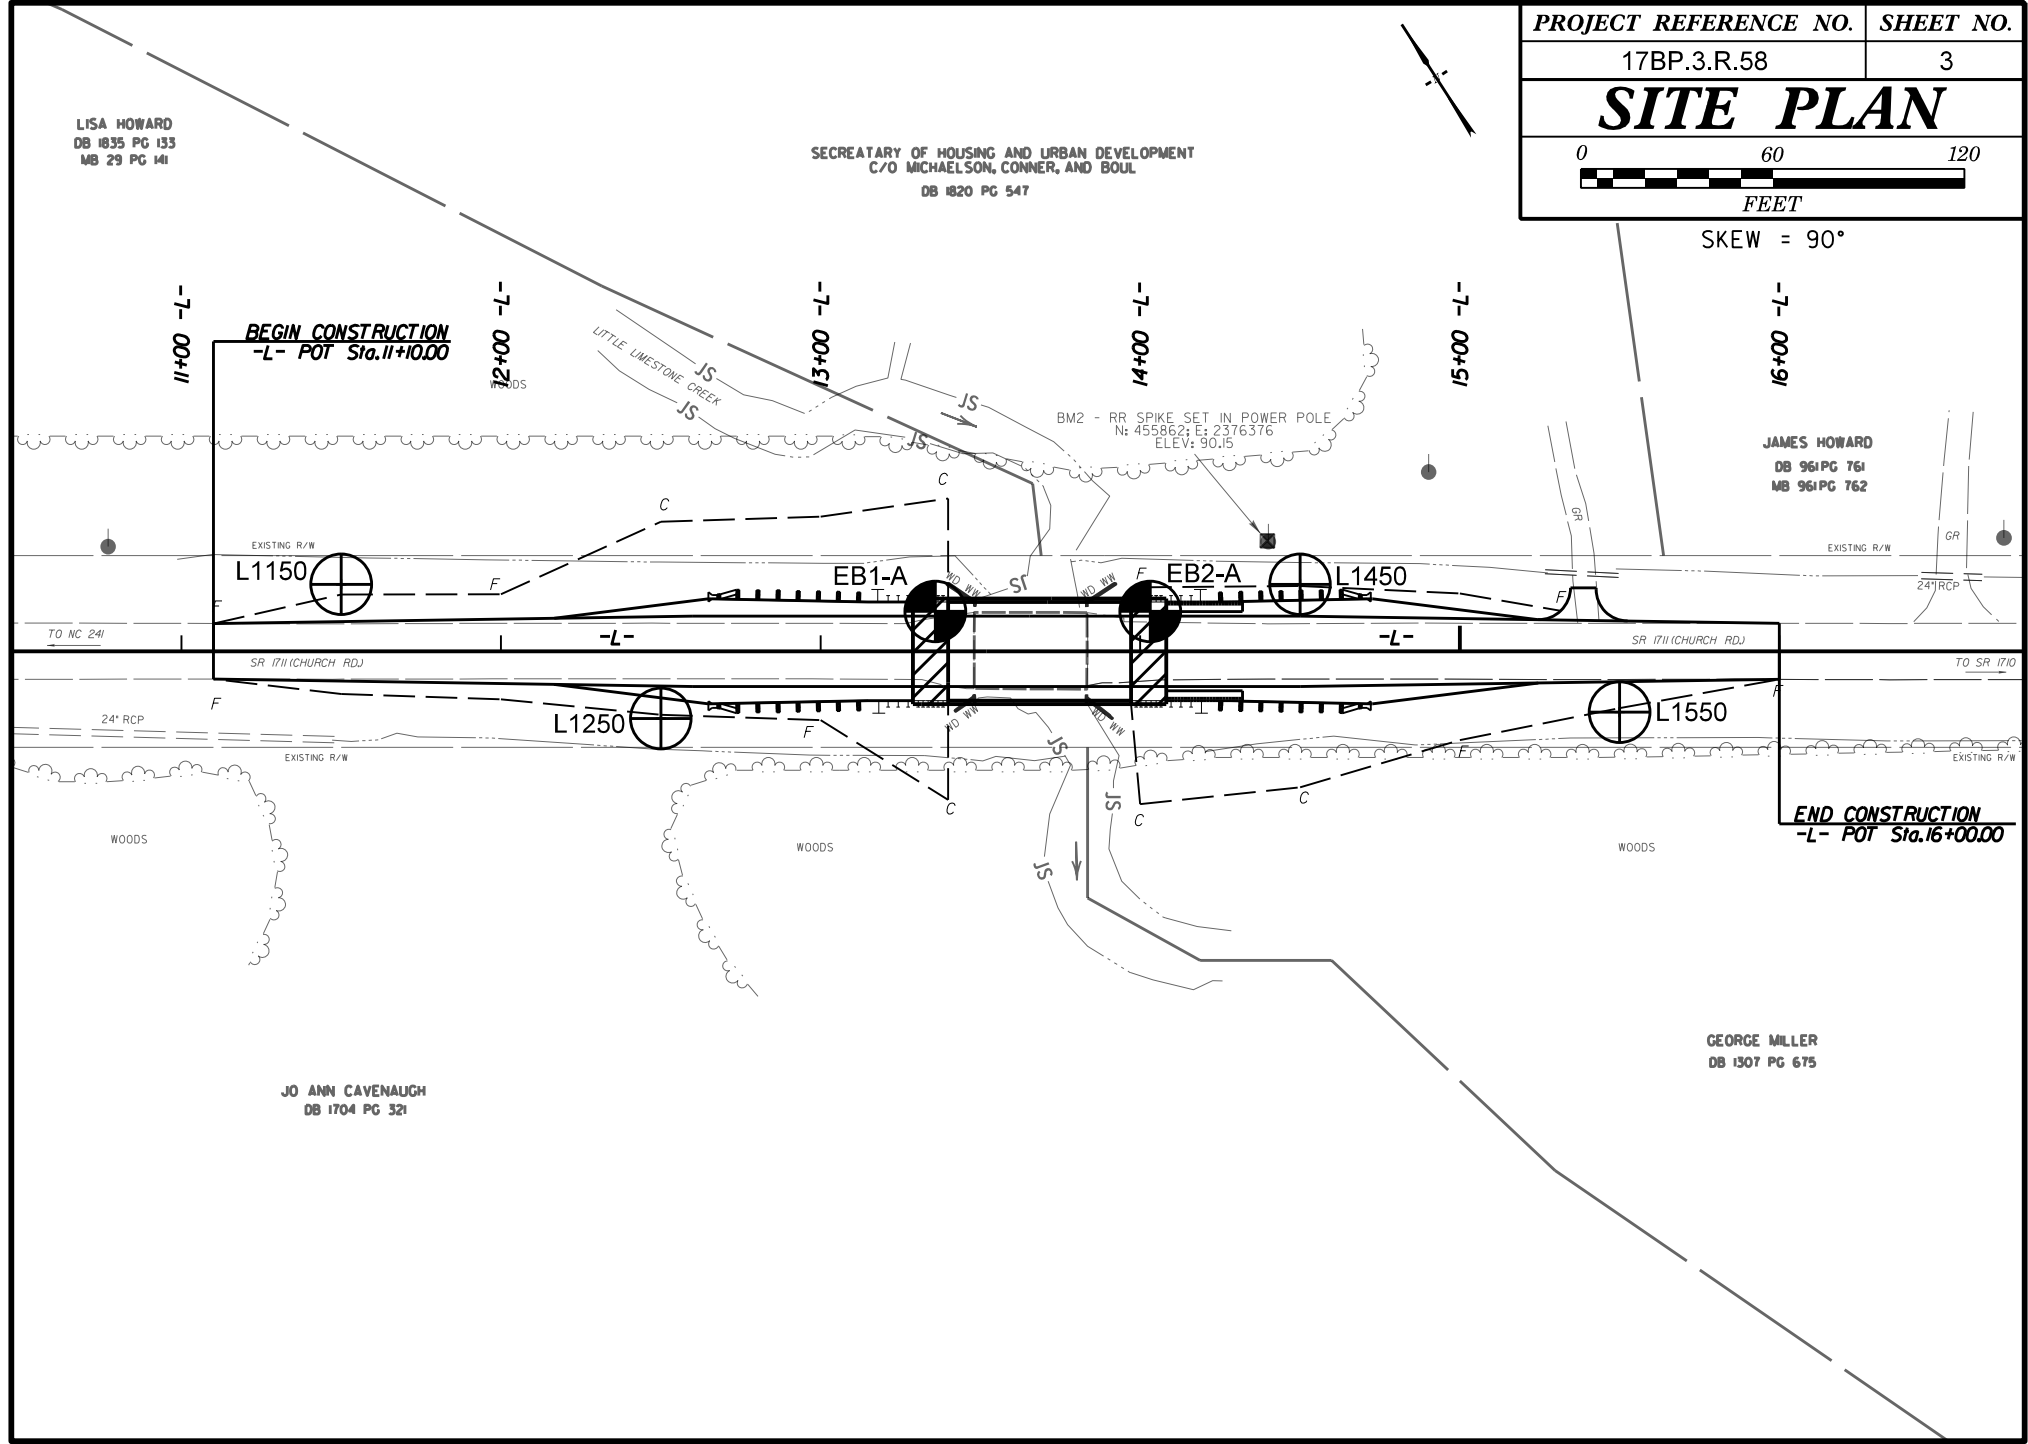 PROJECT REFERENCE NO. SHEET NO.
17BP.3.R.58 3
SITE PLAN
0 60 120
FEET
SKEW = 90°
LISA HOWARD
DB 1835 PG 133
MB 29 PG 141
SECREATARY OF HOUSING AND URBAN DEVELOPMENT
C/O MICHAELSON, CONNER, AND BOUL
DB 1820 PG 547
11+00 -L-
12+00 -L-
13+00 -L-
14+00 -L-
15+00 -L-
16+00 -L-
BEGIN CONSTRUCTION
-L- POT Sta. 11+10.00
WOODS
LITTLE LIMESTONE CREEK
JS
JS
JS
JS
BM2 - RR SPIKE SET IN POWER POLE
N: 455862; E: 2376376
ELEV: 90.15
JAMES HOWARD
DB 961 PG 761
MB 961 PG 762
C
C
GR
GR
EXISTING R/W
EXISTING R/W
L1150
F
F
EB1-A
WD WW
JS
WD WW
F
EB2-A
L1450
F
24" RCP
TO NC 241
-L-
-L-
SR 1711 (CHURCH RD.)
SR 1711 (CHURCH RD.)
TO SR 1710
F
F
24" RCP
L1250
F
WD WW
WD WW
JS
L1550
F
EXISTING R/W
EXISTING R/W
C
C
C
JS
JS
END CONSTRUCTION
-L- POT Sta. 16+00.00
WOODS
WOODS
WOODS
GEORGE MILLER
DB 1307 PG 675
JO ANN CAVENAUGH
DB 1704 PG 321